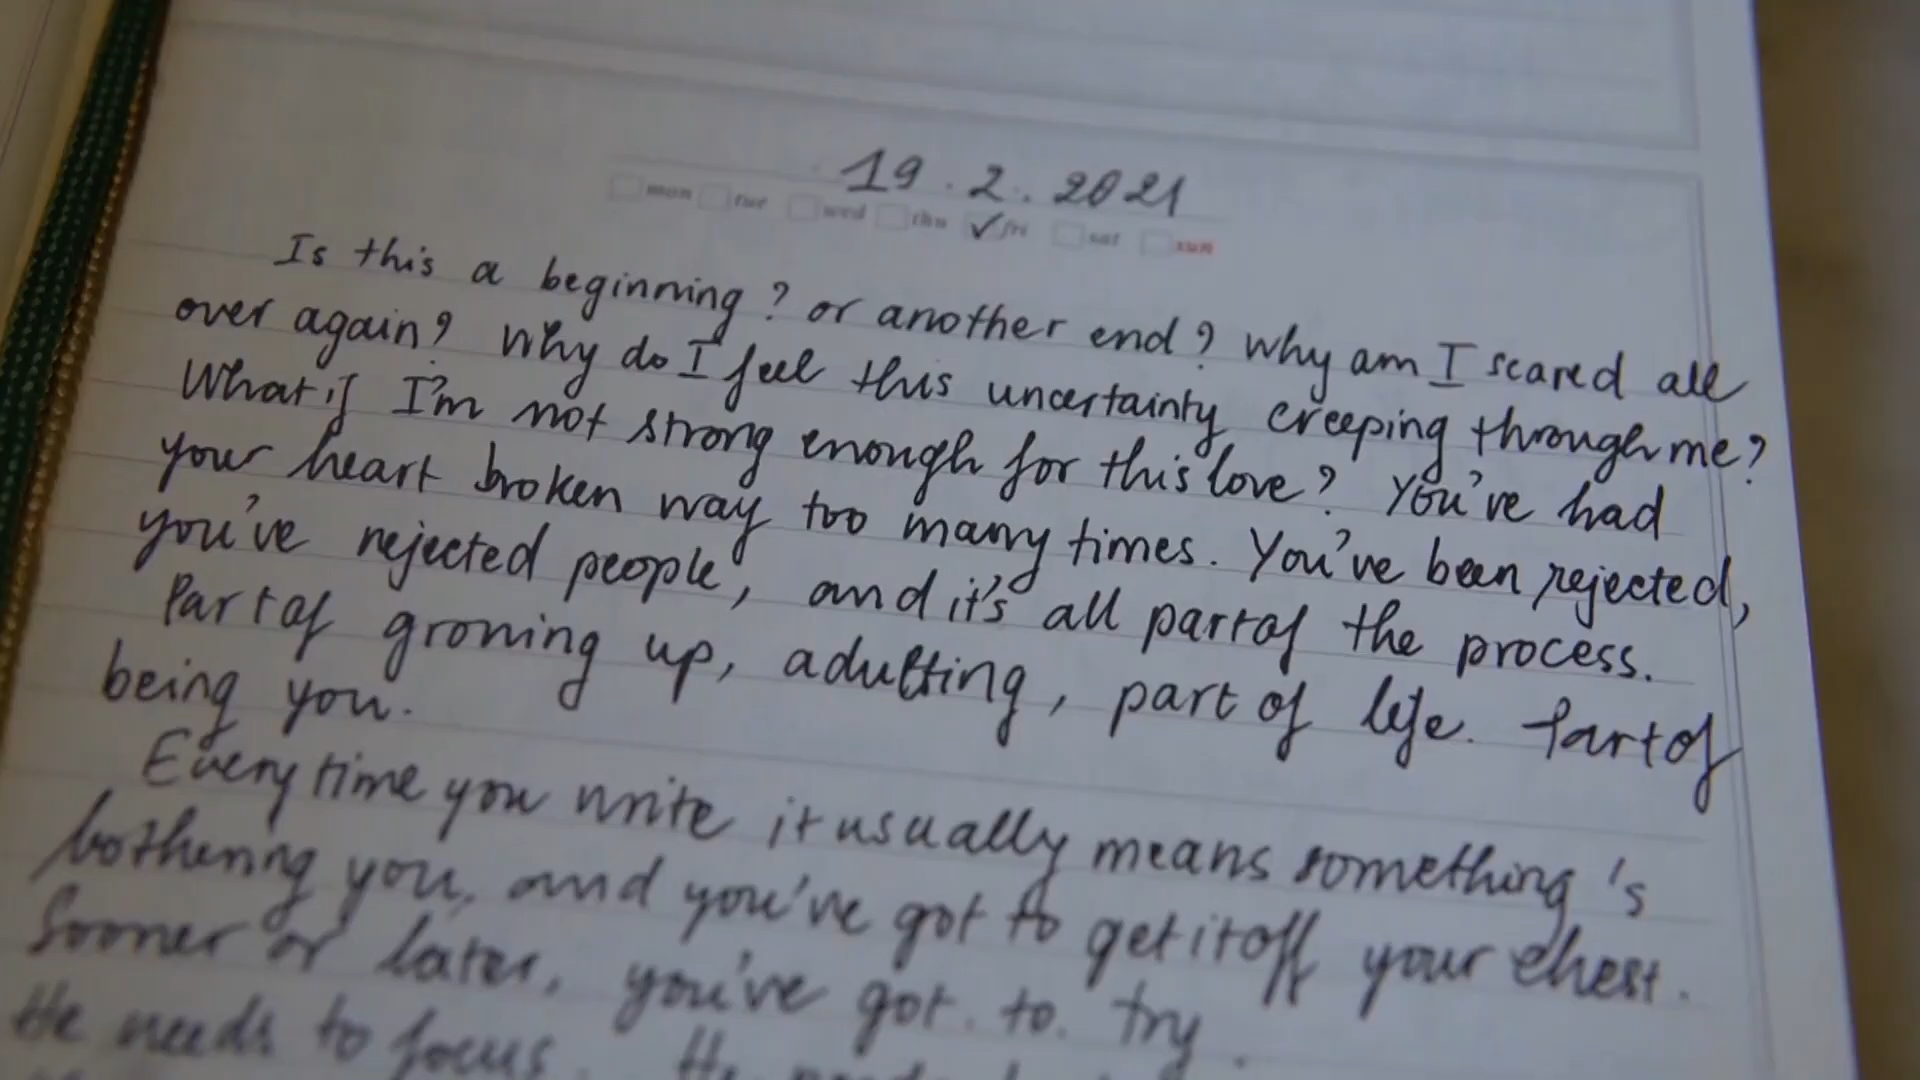 19.2.2021
mon tue wed thu ✓fri sat sun
Is this a beginning? or another end? Why am I scared all
over again? Why do I feel this uncertainty creeping through me?
What if I'm not strong enough for this love? You've had
your heart broken way too many times. You've been rejected,
you've rejected people, and it's all part of the process.
Part of growing up, adulting, part of life. Part of
being you.
Every time you write it usually means something's
bothering you, and you've got to get it off your chest.
Sooner or later, you've got to try.
He needs to focus. He needs